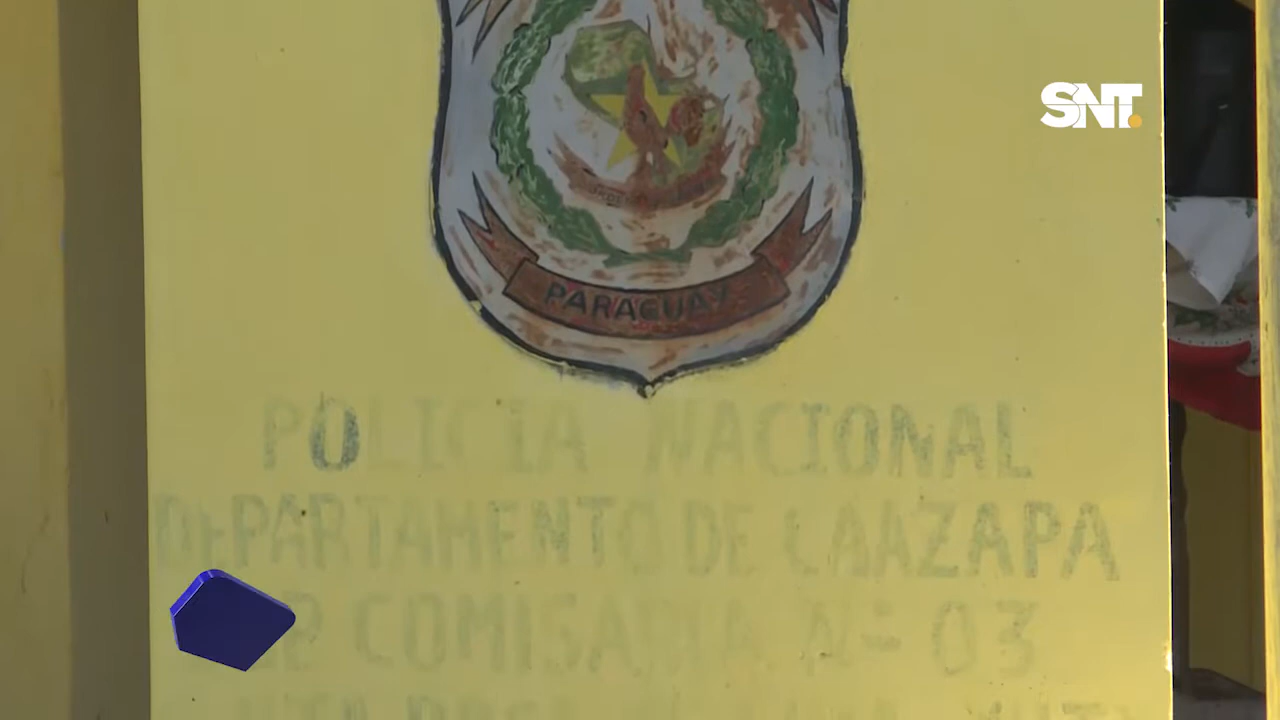 SNT.
PARAGUAY
POLICIA NACIONAL
DEPARTAMENTO DE CAAZAPA
COMISARIA Nº 03